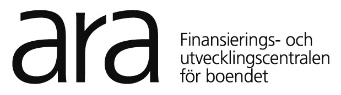 ara
Finansierings- och
utvecklingscentralen
för boendet